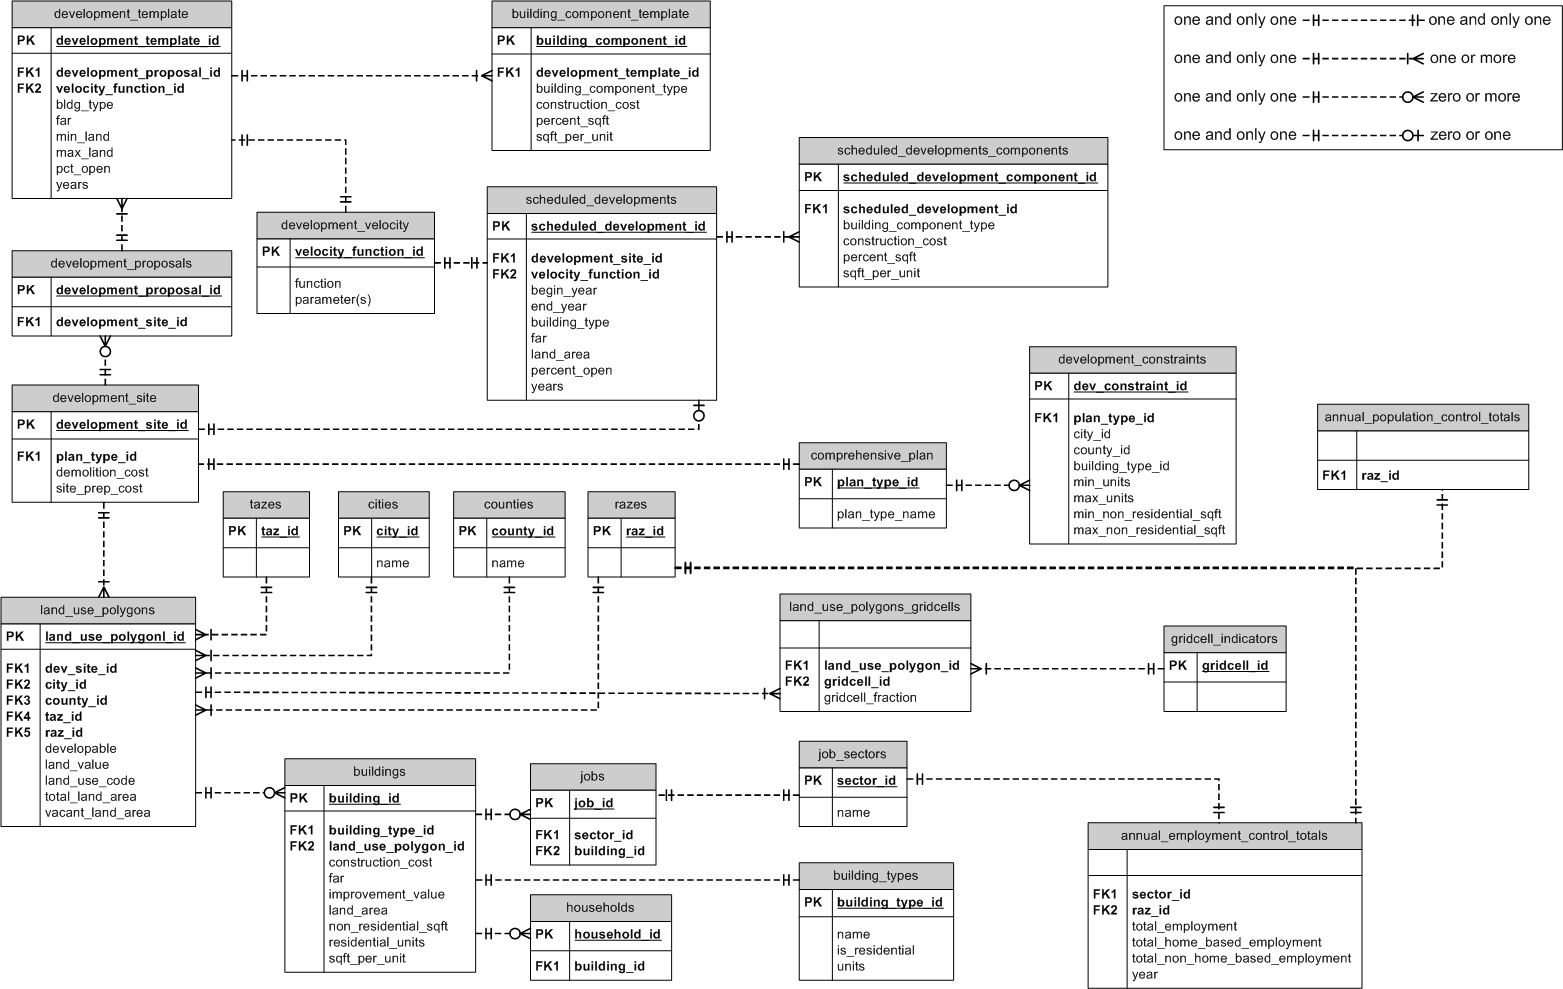 development_template
PK development_template_id
FK1 development_proposal_id
FK2 velocity_function_id
bldg_type
far
min_land
max_land
pct_open
years
building_component_template
PK building_component_id
FK1 development_template_id
building_component_type
construction_cost
percent_sqft
sqft_per_unit
one and only one one and only one
one and only one one or more
one and only one zero or more
one and only one zero or one
scheduled_developments_components
PK scheduled_development_component_id
FK1 scheduled_development_id
building_component_type
construction_cost
percent_sqft
sqft_per_unit
development_velocity
PK velocity_function_id
function
parameter(s)
scheduled_developments
PK scheduled_development_id
FK1 development_site_id
FK2 velocity_function_id
begin_year
end_year
building_type
far
land_area
percent_open
years
development_proposals
PK development_proposal_id
FK1 development_site_id
development_site
PK development_site_id
FK1 plan_type_id
demolition_cost
site_prep_cost
comprehensive_plan
PK plan_type_id
plan_type_name
development_constraints
PK dev_constraint_id
FK1 plan_type_id
city_id
county_id
building_type_id
min_units
max_units
min_non_residential_sqft
max_non_residential_sqft
annual_population_control_totals
FK1 raz_id
tazes
PK taz_id
cities
PK city_id
name
counties
PK county_id
name
razes
PK raz_id
land_use_polygons
PK land_use_polygonl_id
FK1 dev_site_id
FK2 city_id
FK3 county_id
FK4 taz_id
FK5 raz_id
developable
land_value
land_use_code
total_land_area
vacant_land_area
land_use_polygons_gridcells
FK1 land_use_polygon_id
FK2 gridcell_id
gridcell_fraction
gridcell_indicators
PK gridcell_id
buildings
PK building_id
FK1 building_type_id
FK2 land_use_polygon_id
construction_cost
far
improvement_value
land_area
non_residential_sqft
residential_units
sqft_per_unit
jobs
PK job_id
FK1 sector_id
FK2 building_id
job_sectors
PK sector_id
name
households
PK household_id
FK1 building_id
building_types
PK building_type_id
name
is_residential
units
annual_employment_control_totals
FK1 sector_id
FK2 raz_id
total_employment
total_home_based_employment
total_non_home_based_employment
year